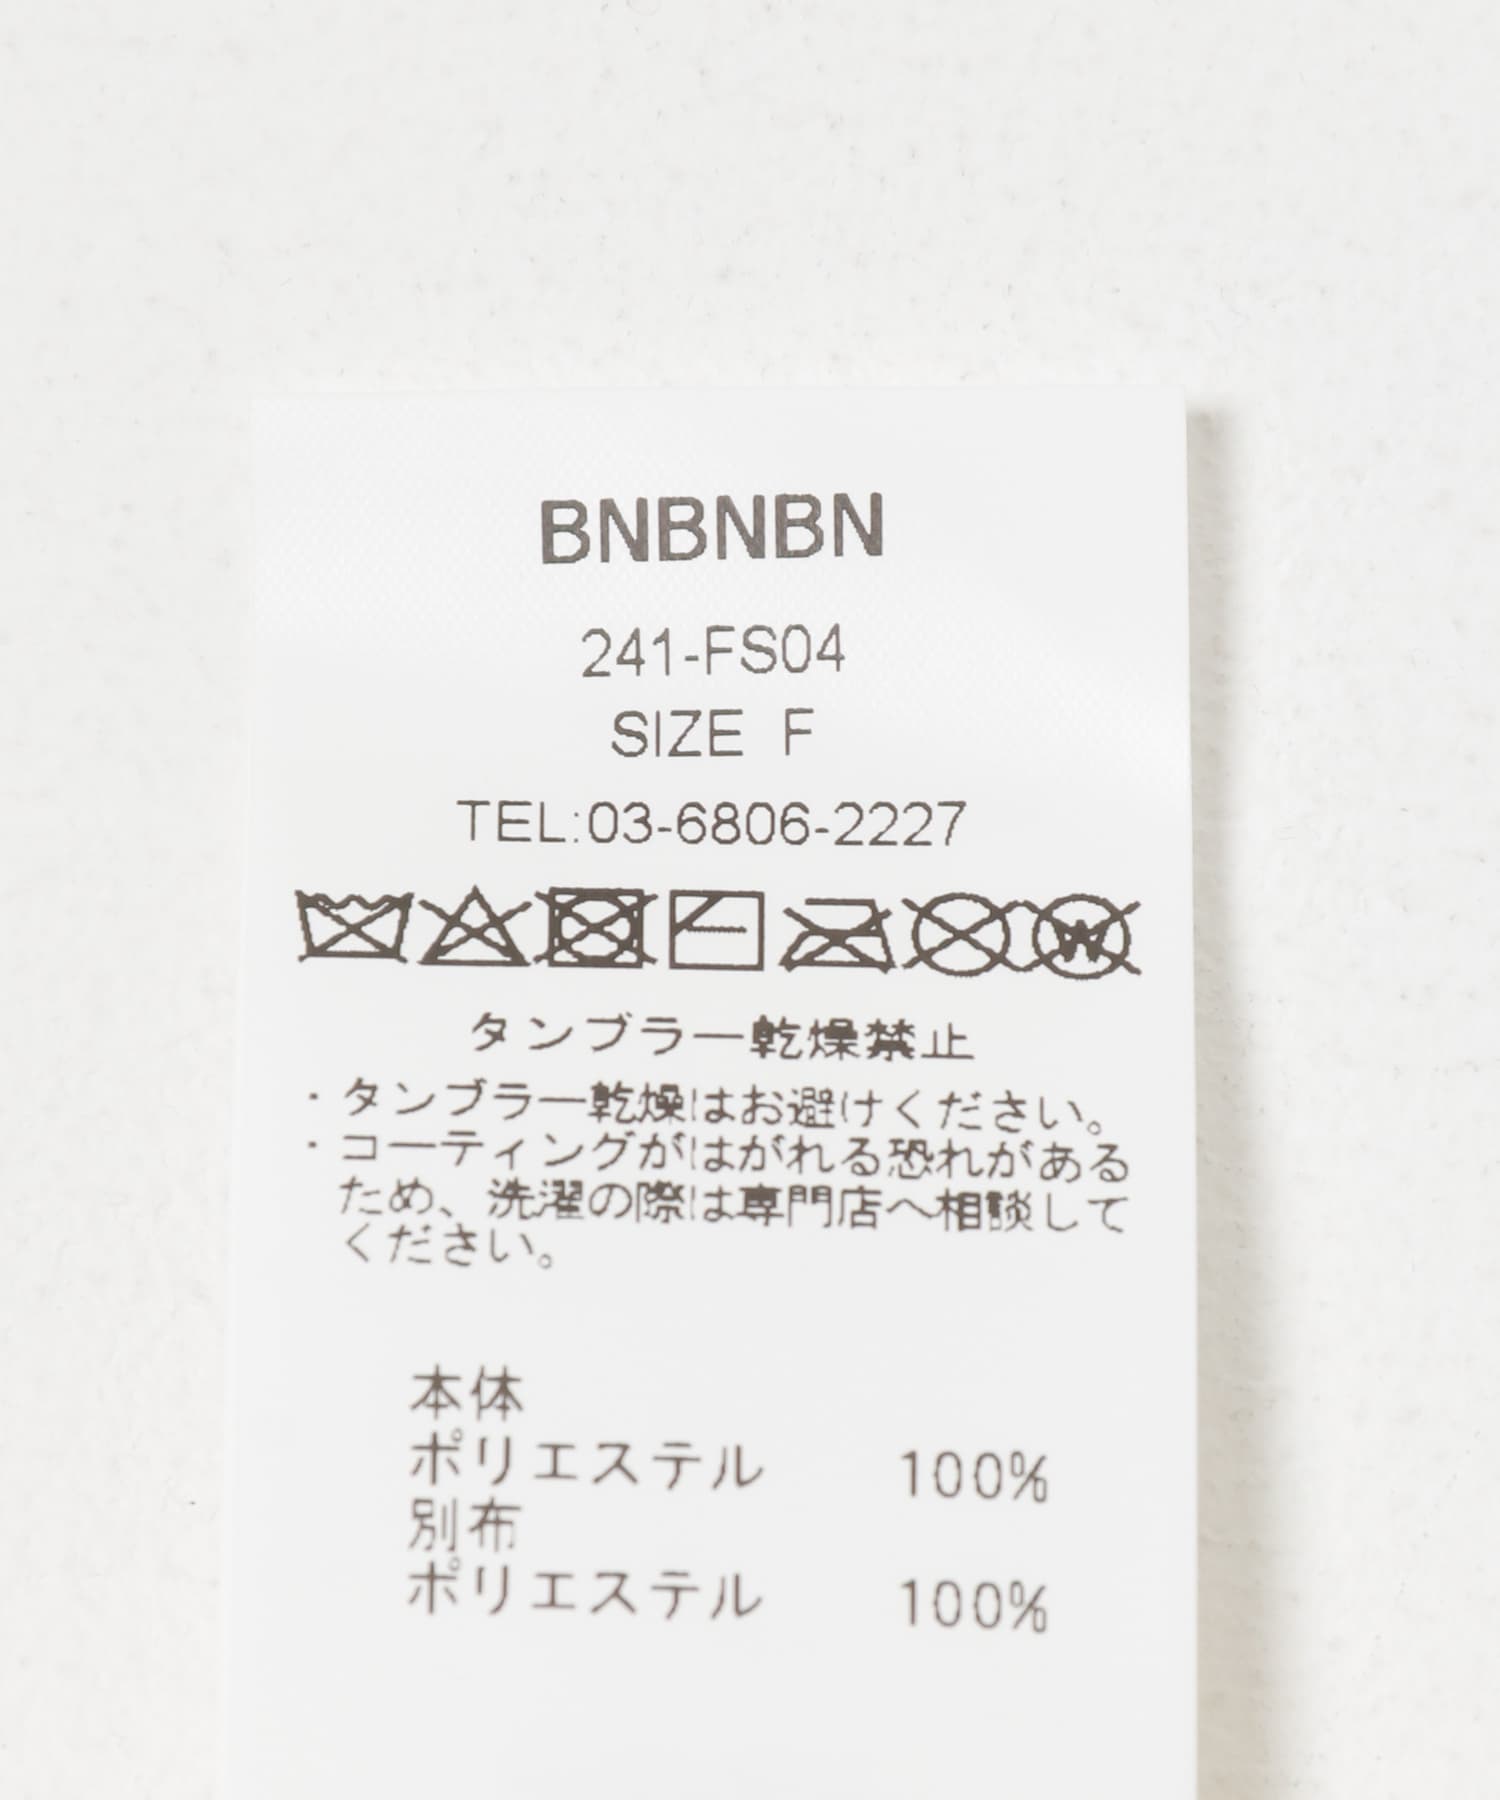 BNBNBN
241-FS04
SIZE F
TEL:03-6806-2227
W
タンブラー乾燥禁止
・タンブラー乾燥はお避けください。
・コーティングがはがれる恐れがある
ため、洗濯の際は専門店へ相談して
ください。
本体
ポリエステル 100%
別布
ポリエステル 100%